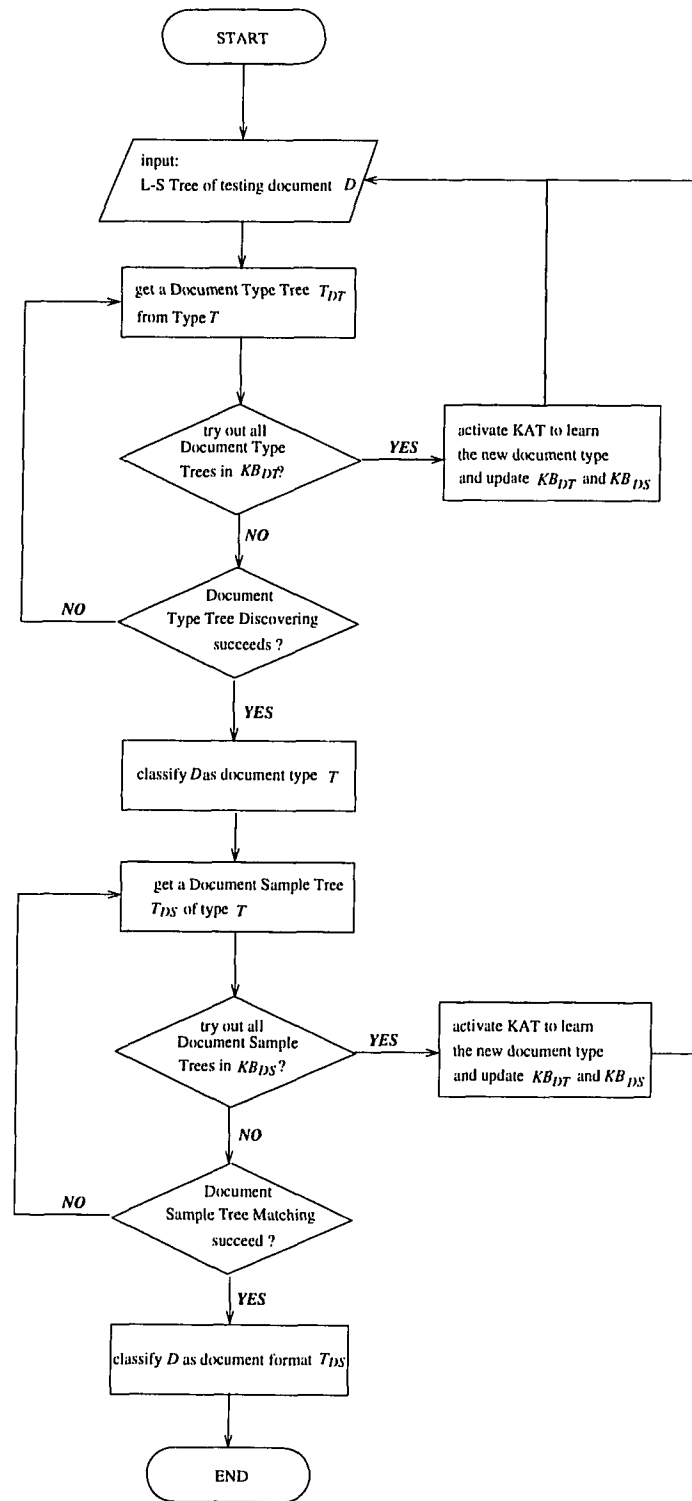 START
input:
L-S Tree of testing document D
get a Document Type Tree T_DT
from Type T
try out all
Document Type
Trees in KB_DT?
YES
activate KAT to learn
the new document type
and update KB_DT and KB_DS
NO
Document
Type Tree Discovering
succeeds ?
NO
YES
classify D as document type T
get a Document Sample Tree
T_DS of type T
try out all
Document Sample
Trees in KB_DS?
YES
activate KAT to learn
the new document type
and update KB_DT and KB_DS
NO
Document
Sample Tree Matching
succeed ?
NO
YES
classify D as document format T_DS
END